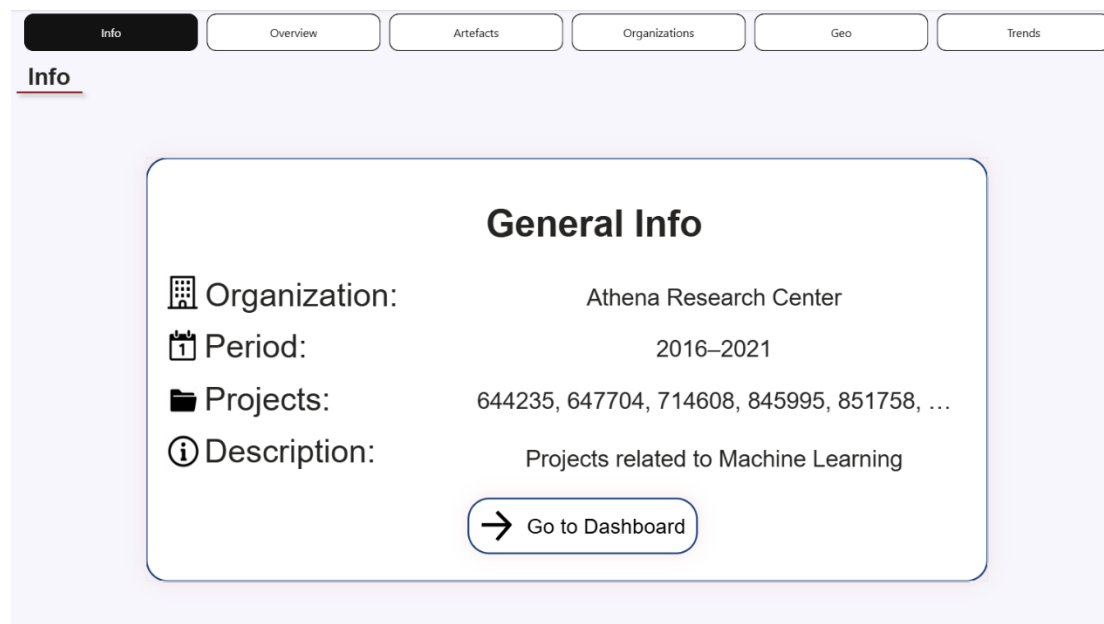 Info Overview Artefacts Organizations Geo Trends
Info
General Info
Organization: Athena Research Center
1 Period: 2016–2021
Projects: 644235, 647704, 714608, 845995, 851758, …
Description: Projects related to Machine Learning
Go to Dashboard